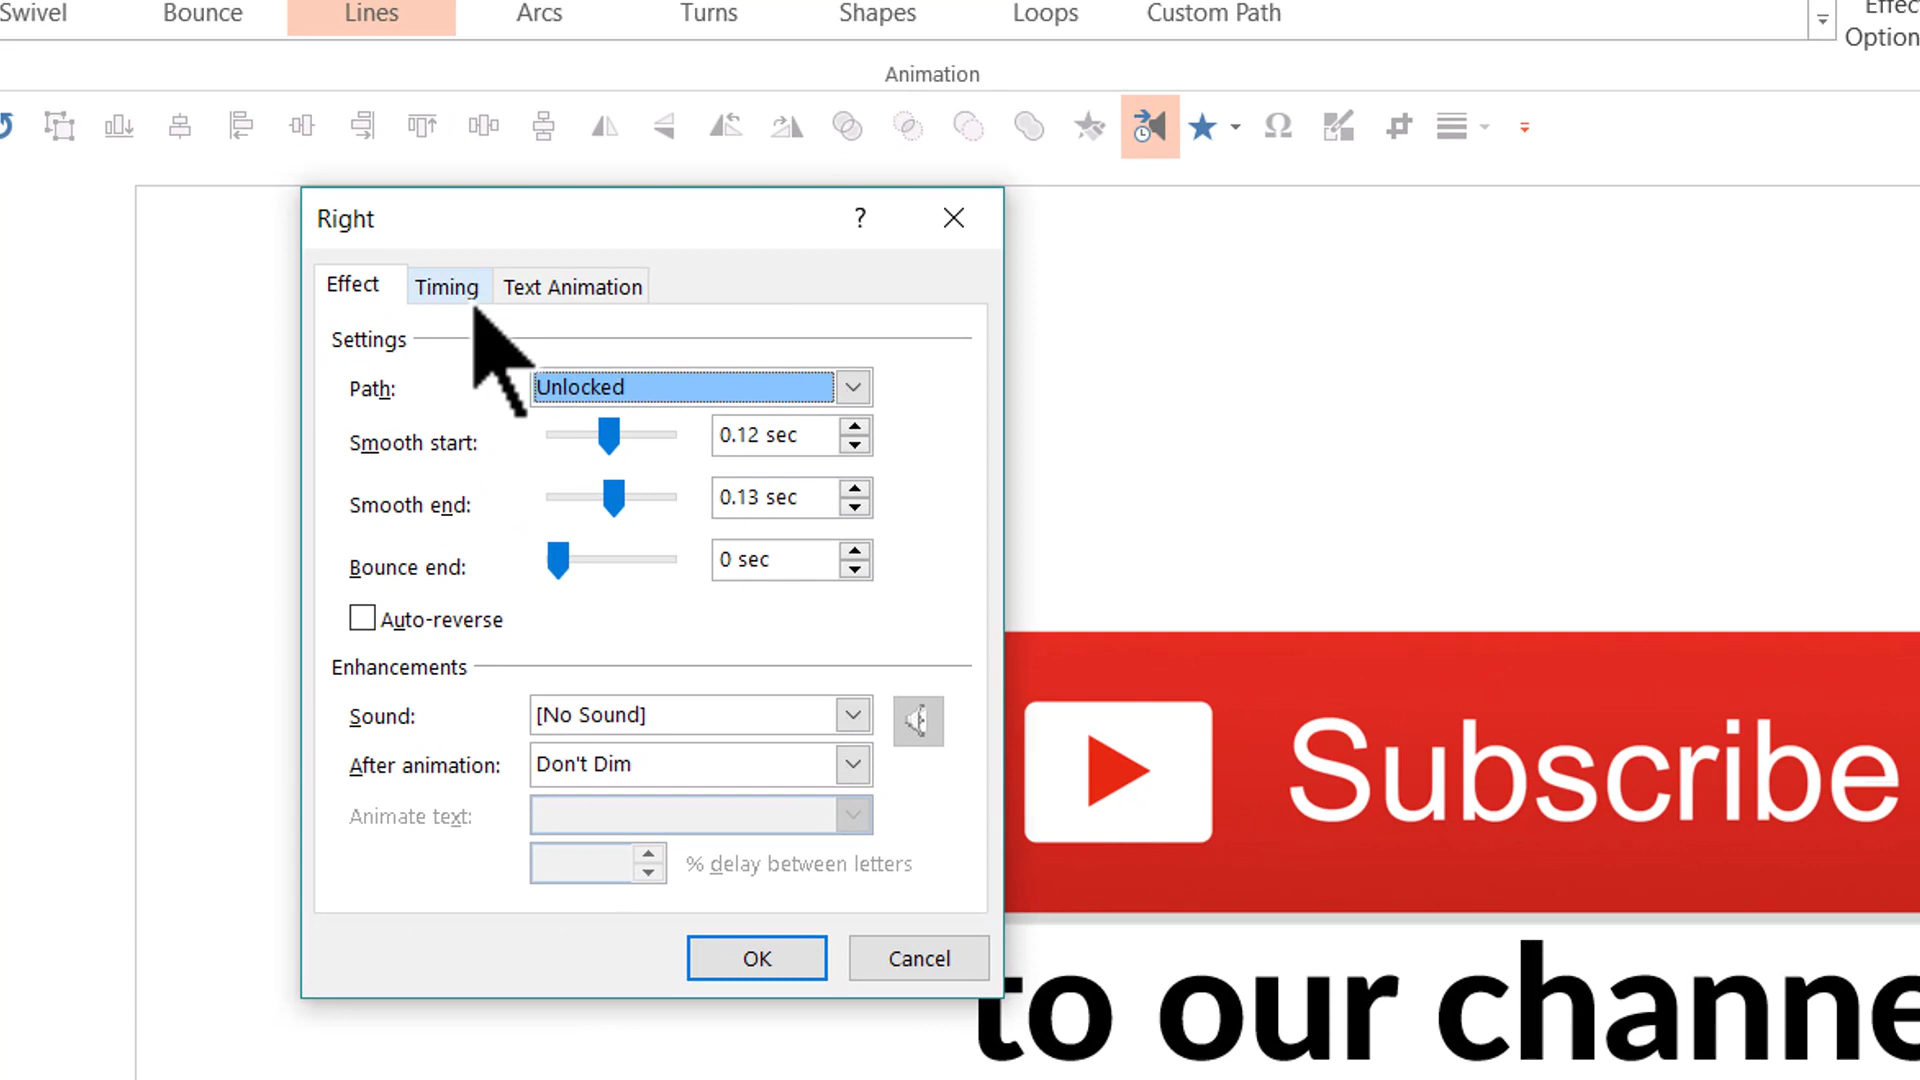 Swivel Bounce Lines Arcs Turns Shapes Loops Custom Path
Effec
Option
Animation
Right ?
Effect Timing Text Animation
Settings
Path: Unlocked
Smooth start: 0.12 sec
Smooth end: 0.13 sec
Bounce end: 0 sec
Auto-reverse
Enhancements
Sound: [No Sound]
After animation: Don't Dim
Animate text:
% delay between letters
OK Cancel
Subscribe
to our channe